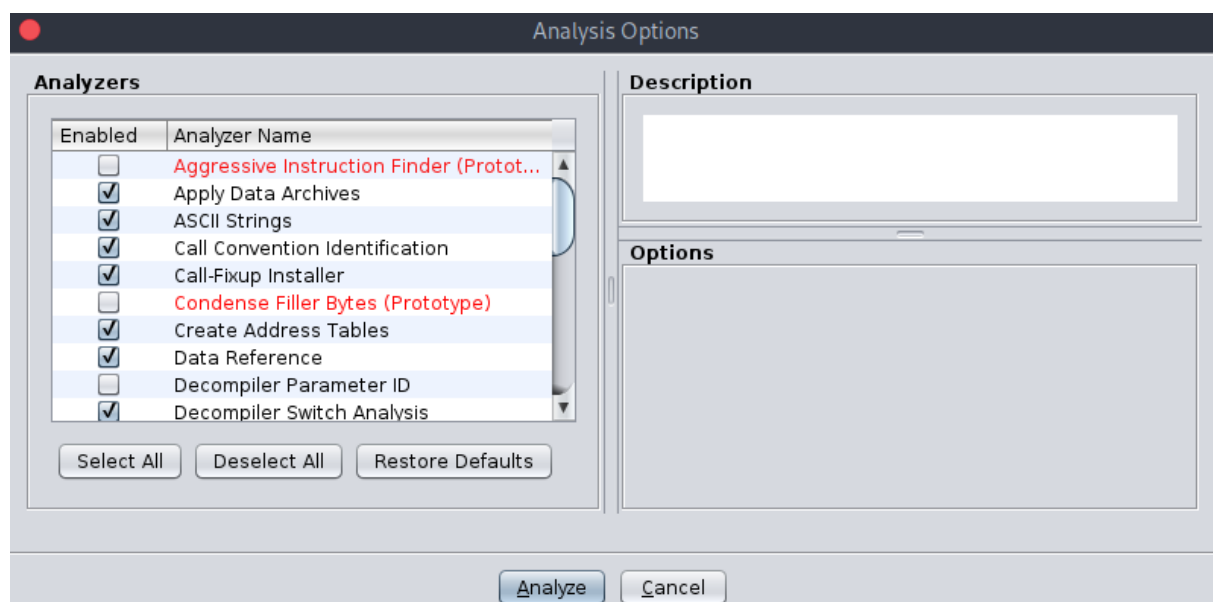 Analysis Options
Analyzers
Enabled Analyzer Name
Aggressive Instruction Finder (Protot...
Apply Data Archives
ASCII Strings
Call Convention Identification
Call-Fixup Installer
Condense Filler Bytes (Prototype)
Create Address Tables
Data Reference
Decompiler Parameter ID
Decompiler Switch Analysis
Select All Deselect All Restore Defaults
Description
Options
Analyze Cancel